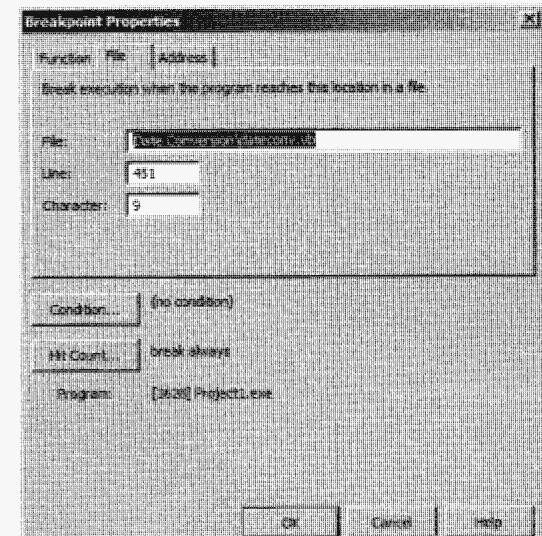 Breakpoint Properties
Function File Address
Break execution when the program reaches this location in a file.
File:
Line: 451
Character: 9
Condition... (no condition)
Hit Count... break always
Program: Project1.exe
OK Cancel Help